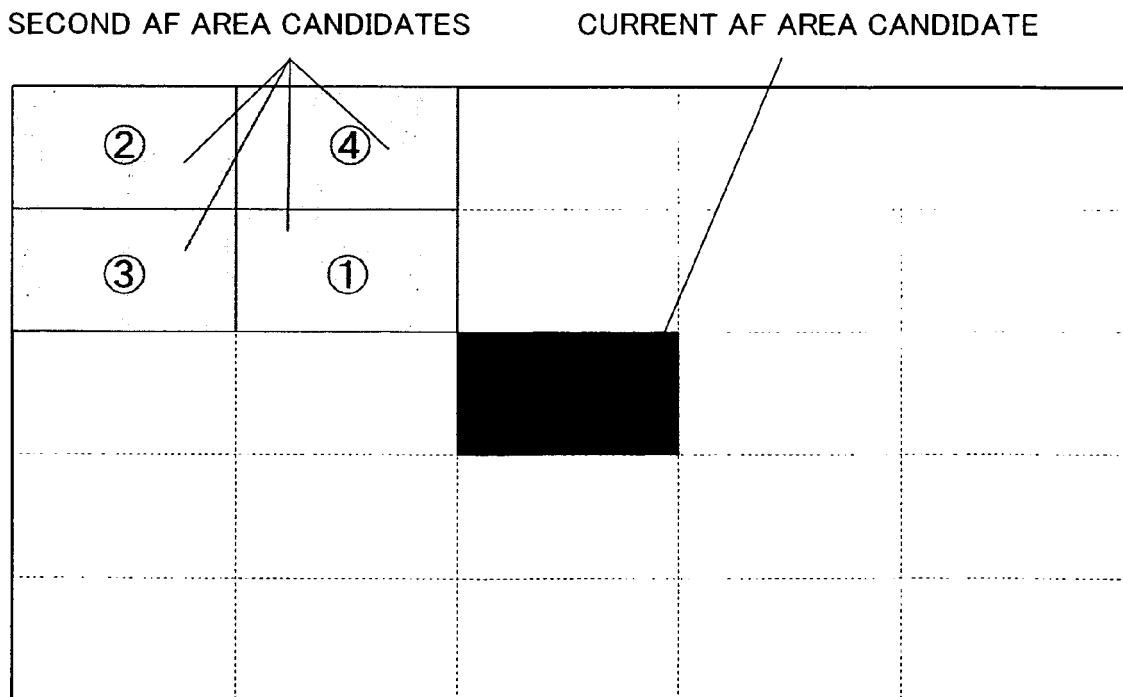 SECOND AF AREA CANDIDATES
CURRENT AF AREA CANDIDATE
② ④
③ ①